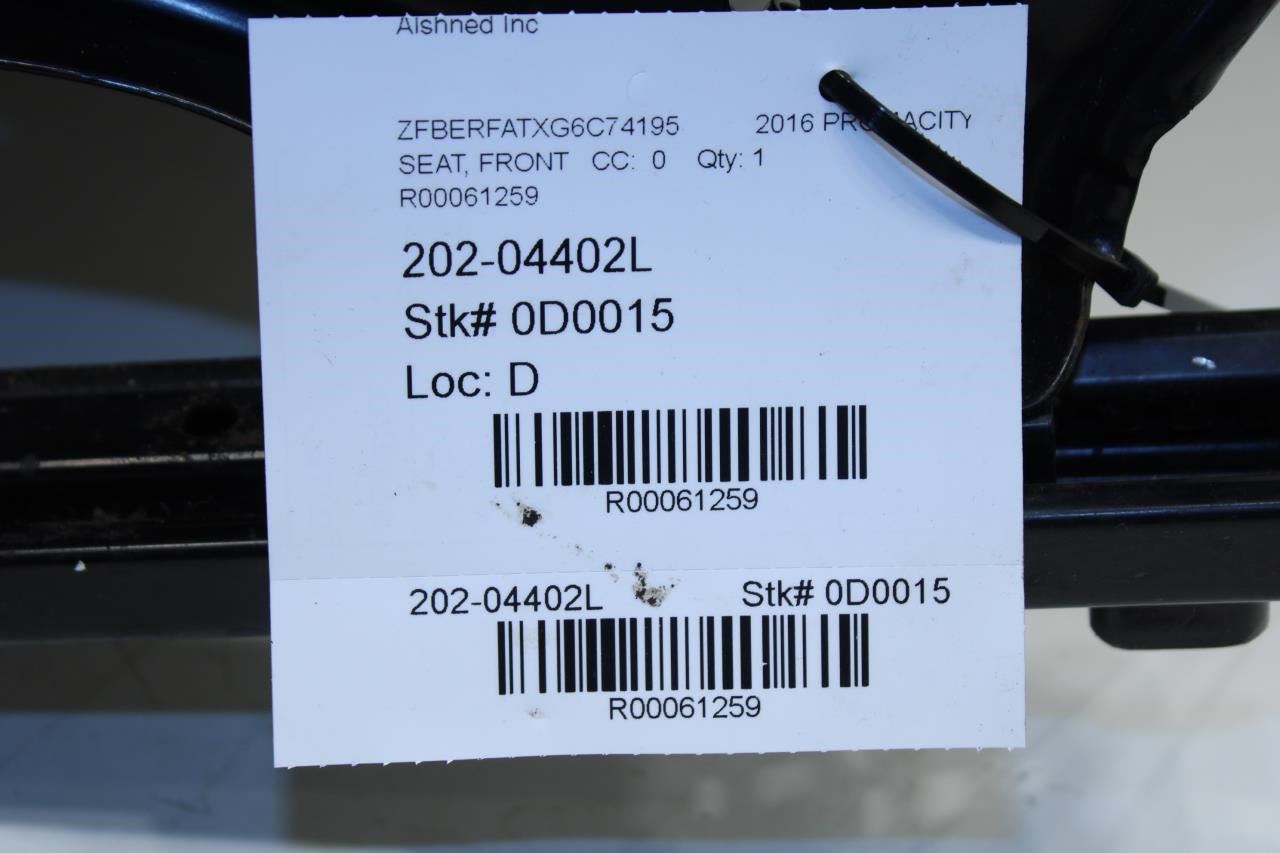 Alshned Inc
ZFBERFATXG6C74195 2016
SEAT, FRONT CC: 0 Qty: 1
R00061259
202-04402L
Stk# 0D0015
Loc: D
R00061259
202-04402L Stk# 0D0015
R00061259